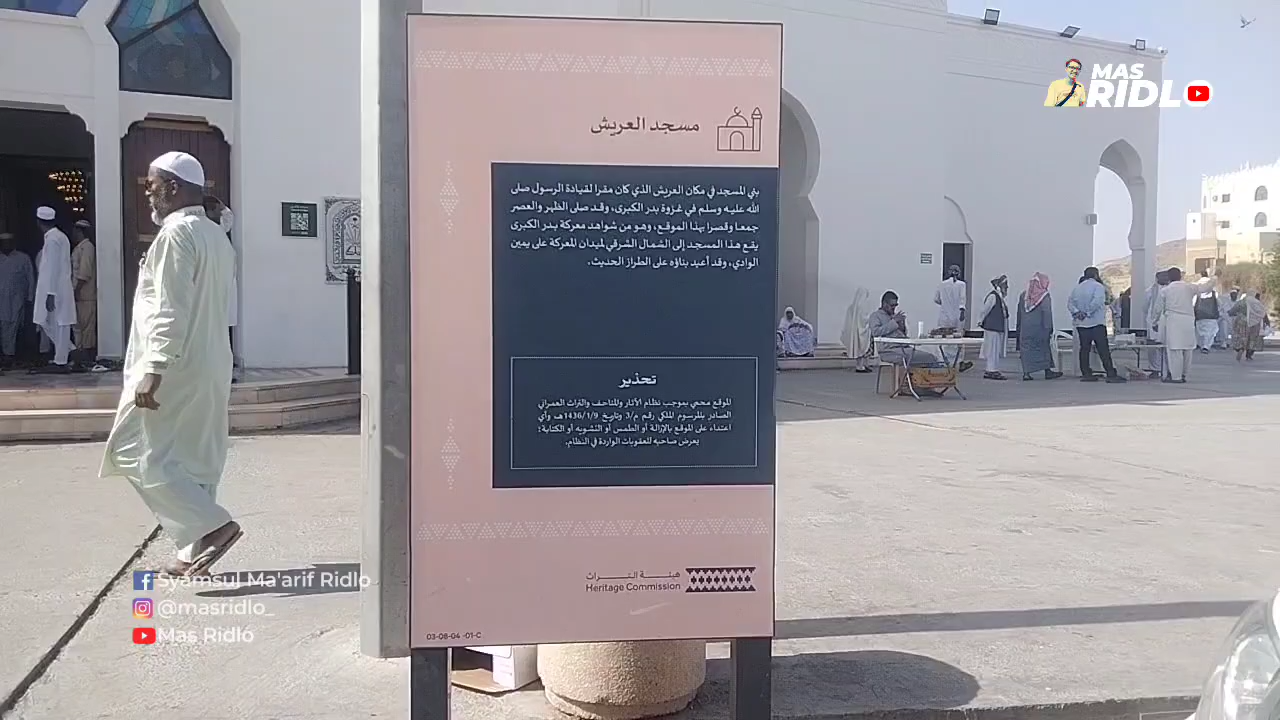 MAS
RIDLO
مسجد العريش
بني المسجد في مكان العريش الذي كان مقرا لقيادة الرسول صلى
الله عليه وسلم في غزوة بدر الكبرى، وقد صلى الظهر والعصر
جمعا وقصرا بهذا الموقع، وهو من شواهد معركة بدر الكبرى
يقع هذا المسجد إلى الشمال الشرقي لميدان المعركة على يمين
الوادي، وقد أعيد بناؤه على الطراز الحديث.
تحذير
الموقع محمي بموجب نظام الآثار والمتاحف والتراث العمراني
الصادر بالمرسوم الملكي رقم م/3 وتاريخ 1436/1/9هـ وأي
اعتداء على الموقع بالإزالة أو الطمس أو التشويه أو الكتابة؛
يعرض صاحبه للعقوبات الواردة في النظام.
هيئة التراث
Heritage Commission
03-08-04 -01-C
Syamsul Ma'arif Ridlo
@masridlo_
Mas Ridlo